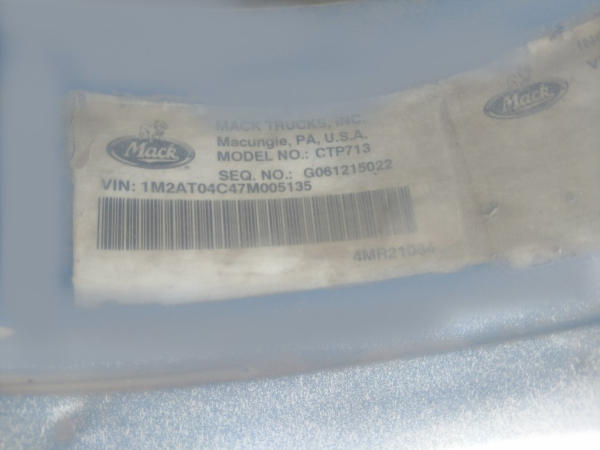 MACK TRUCKS, INC.
Macungie, PA, U.S.A.
MODEL NO.: CTP713
SEQ. NO.: G061215022
Mack
VIN: 1M2AT04C47M005135
4MR21084
Mack